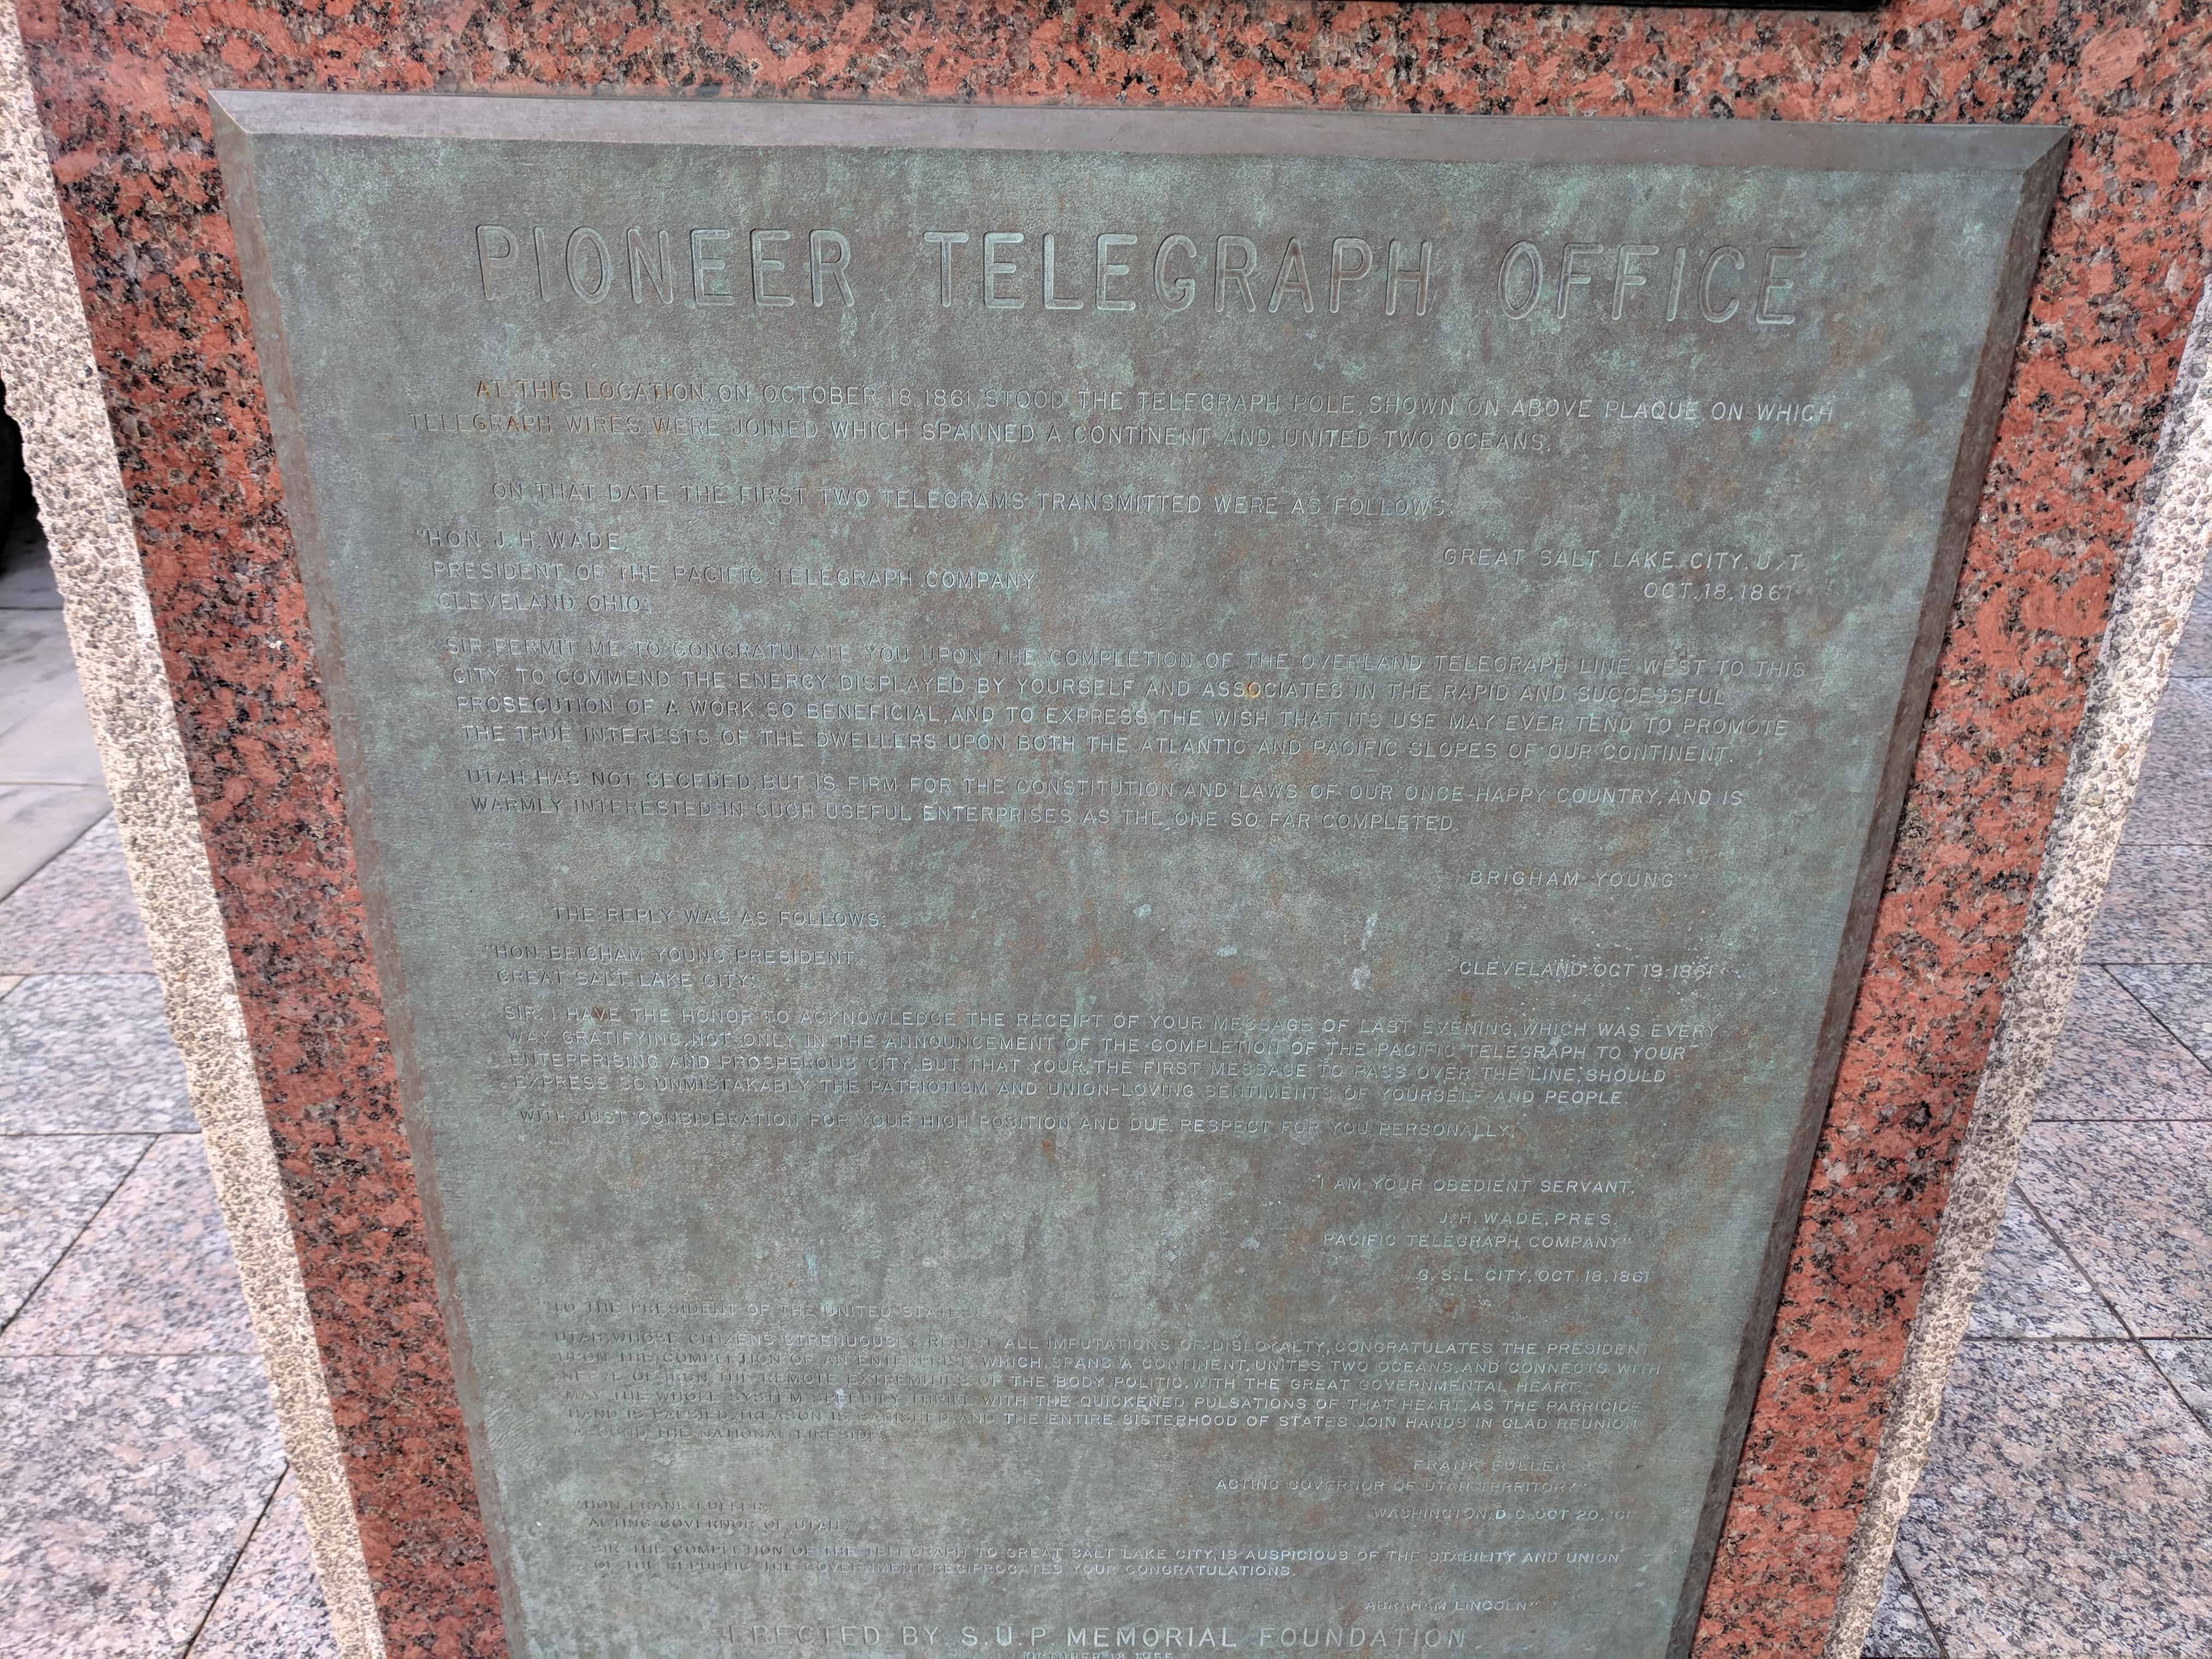 PIONEER TELEGRAPH OFFICE
AT THIS LOCATION ON OCTOBER 18, 1861, STOOD THE TELEGRAPH POLE, SHOWN ON ABOVE PLAQUE ON WHICH
TELEGRAPH WIRES WERE JOINED WHICH SPANNED A CONTINENT AND UNITED TWO OCEANS.
ON THAT DATE THE FIRST TWO TELEGRAMS TRANSMITTED WERE AS FOLLOWS:
"HON. J. H. WADE,
PRESIDENT OF THE PACIFIC TELEGRAPH COMPANY
CLEVELAND, OHIO:
GREAT SALT LAKE CITY, U.T.
OCT. 18, 1861
SIR: PERMIT ME TO CONGRATULATE YOU UPON THE COMPLETION OF THE OVERLAND TELEGRAPH LINE WEST TO THIS
CITY, TO COMMEND THE ENERGY DISPLAYED BY YOURSELF AND ASSOCIATES IN THE RAPID AND SUCCESSFUL
PROSECUTION OF A WORK SO BENEFICIAL, AND TO EXPRESS THE WISH THAT ITS USE MAY EVER TEND TO PROMOTE
THE TRUE INTERESTS OF THE DWELLERS UPON BOTH THE ATLANTIC AND PACIFIC SLOPES OF OUR CONTINENT.
UTAH HAS NOT SECEDED, BUT IS FIRM FOR THE CONSTITUTION AND LAWS OF OUR ONCE-HAPPY COUNTRY, AND IS
WARMLY INTERESTED IN SUCH USEFUL ENTERPRISES AS THE ONE SO FAR COMPLETED.
BRIGHAM YOUNG"
THE REPLY WAS AS FOLLOWS:
"HON. BRIGHAM YOUNG, PRESIDENT
GREAT SALT LAKE CITY:
CLEVELAND, OCT 19, 1861
SIR: I HAVE THE HONOR TO ACKNOWLEDGE THE RECEIPT OF YOUR MESSAGE OF LAST EVENING, WHICH WAS EVERY
WAY GRATIFYING, NOT ONLY IN THE ANNOUNCEMENT OF THE COMPLETION OF THE PACIFIC TELEGRAPH TO YOUR
ENTERPRISING AND PROSPEROUS CITY, BUT THAT YOUR, THE FIRST MESSAGE TO PASS OVER THE LINE, SHOULD
EXPRESS SO UNMISTAKABLY THE PATRIOTISM AND UNION-LOVING SENTIMENTS OF YOURSELF AND PEOPLE.
WITH JUST CONSIDERATION FOR YOUR HIGH POSITION AND DUE RESPECT FOR YOU PERSONALLY,
I AM YOUR OBEDIENT SERVANT,
J. H. WADE, PRES.
PACIFIC TELEGRAPH COMPANY"
G. S. L. CITY, OCT. 18, 1861
"TO THE PRESIDENT OF THE UNITED STATES:
UTAH, WHOSE CITIZENS STRENUOUSLY RESIST ALL IMPUTATIONS OF DISLOYALTY, CONGRATULATES THE PRESIDENT
UPON THE COMPLETION OF AN ENTERPRISE WHICH SPANS A CONTINENT, UNITES TWO OCEANS, AND CONNECTS WITH
NERVE OF IRON, THE REMOTE EXTREMITIES OF THE BODY POLITIC, WITH THE GREAT GOVERNMENTAL HEART.
MAY THE WHOLE SYSTEM SPEEDILY THRILL WITH THE QUICKENED PULSATIONS OF THAT HEART, AS THE PARRICIDE
HAND IS PALSIED, TREASON IS BANISHED, AND THE ENTIRE SISTERHOOD OF STATES JOIN HANDS IN GLAD REUNION
AROUND THE NATIONAL FIRESIDE.
FRANK FULLER
ACTING GOVERNOR OF UTAH TERRITORY"
"HON. FRANK FULLER,
ACTING GOVERNOR OF UTAH:
WASHINGTON, D.C. OCT 20, '61
SIR: THE COMPLETION OF THE TELEGRAPH TO GREAT SALT LAKE CITY, IS AUSPICIOUS OF THE STABILITY AND UNION
OF THE REPUBLIC. THE GOVERNMENT RECIPROCATES YOUR CONGRATULATIONS.
ABRAHAM LINCOLN"
ERECTED BY S.U.P. MEMORIAL FOUNDATION
OCTOBER 18,